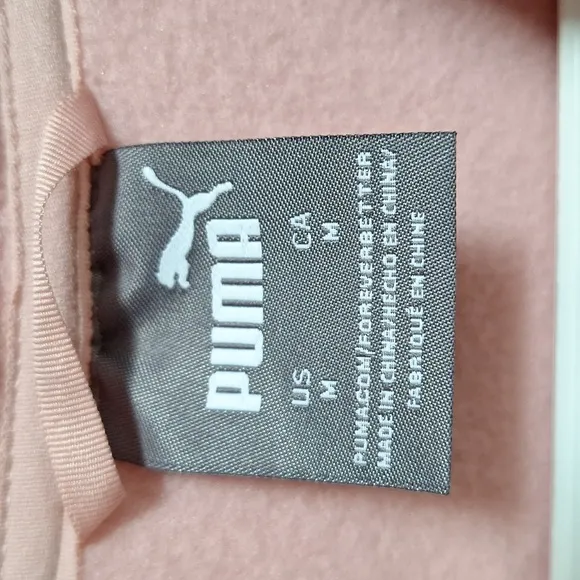 PUMA
US CA
M M
PUMA.COM/FOREVERBETTER
MADE IN CHINA/HECHO EN CHINA/
FABRIQUÉ EN CHINE